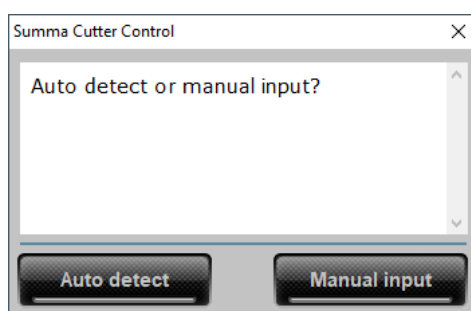 Summa Cutter Control
Auto detect or manual input?
Auto detect
Manual input